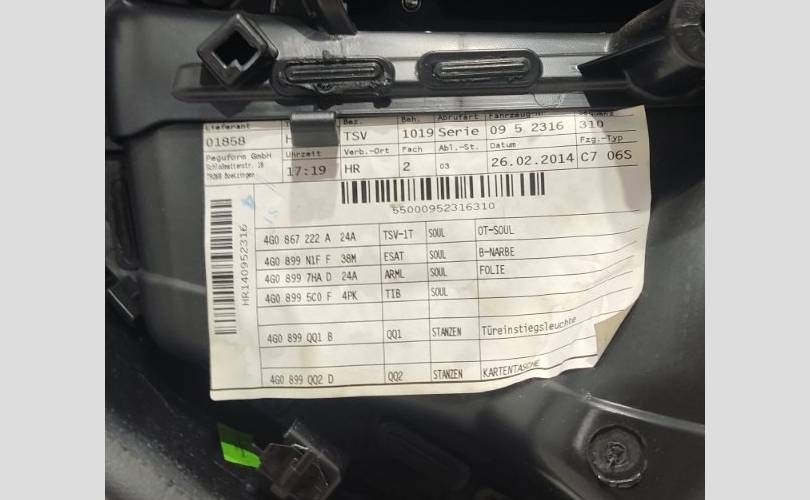 Lieferant Bez. Beh. Abrufart Fahrzeug-Nr
01858 TSV 1019 Serie 09 5 2316 310
Peguform GmbH Uhrzeit Verb.-Ort Fach Abl.-St. Datum Fzg.-Typ
Schloßmattenstr. 18
79268 Boetzingen 17:19 HR 2 03 26.02.2014 C7 06S
55000952316310
HR140952316
4G0 867 222 A 24A TSV-1T SOUL OT-SOUL
4G0 899 N1F F 38M ESAT SOUL B-NARBE
4G0 899 7HA D 24A ARML SOUL FOLIE
4G0 899 5C0 F 4PK TIB SOUL
4G0 899 QQ1 B QQ1 STANZEN Türeinstiegsleuchte
4G0 899 QQ2 D QQ2 STANZEN KARTENTASCHE